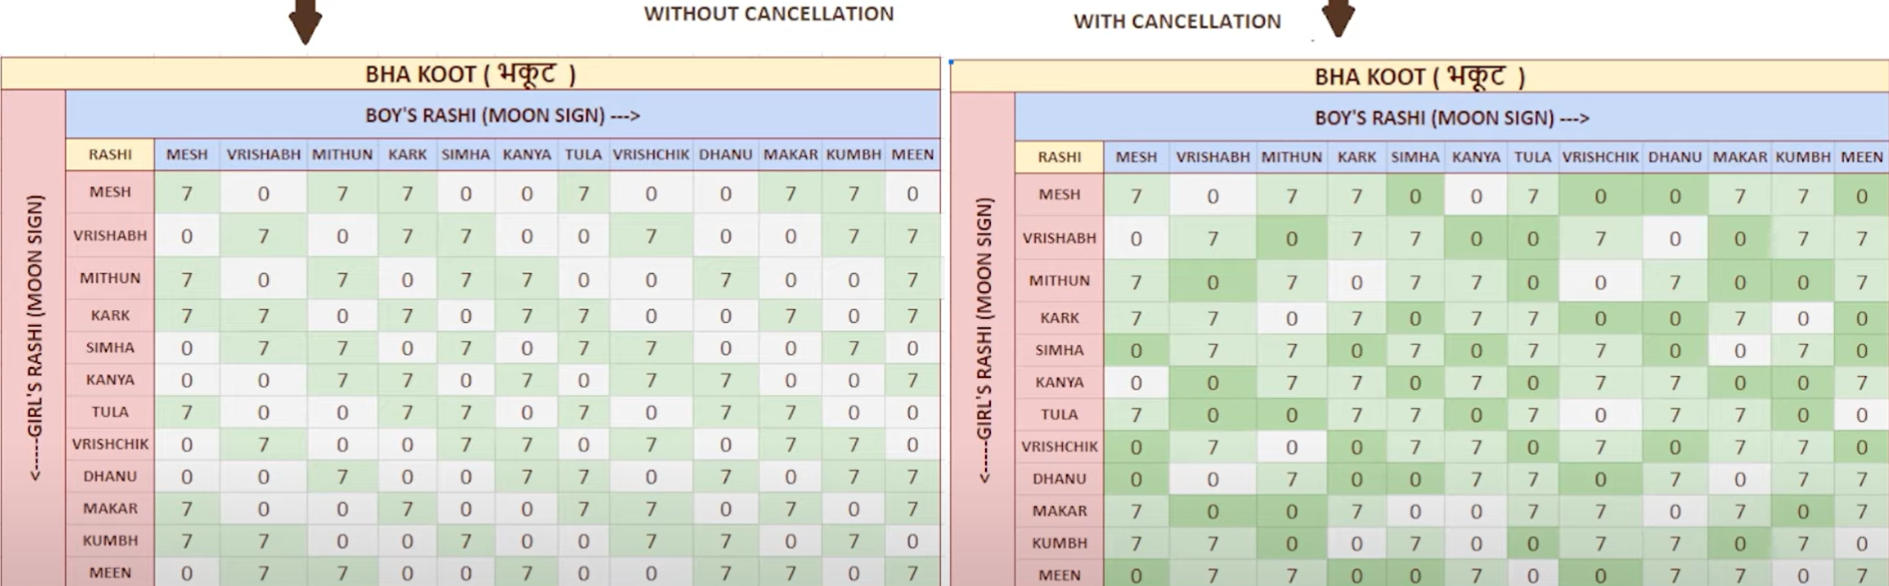 WITHOUT CANCELLATION
BHA KOOT ( भकूट )
BOY'S RASHI (MOON SIGN) --->
<-----GIRL'S RASHI (MOON SIGN)
RASHI MESH VRISHABH MITHUN KARK SIMHA KANYA TULA VRISHCHIK DHANU MAKAR KUMBH MEEN
MESH 7 0 7 7 0 0 7 0 0 7 7 0
VRISHABH 0 7 0 7 7 0 0 7 0 0 7 7
MITHUN 7 0 7 0 7 7 0 0 7 0 0 7
KARK 7 7 0 7 0 7 7 0 0 7 0 7
SIMHA 0 7 7 0 7 0 7 7 0 0 7 0
KANYA 0 0 7 7 0 7 0 7 7 0 0 7
TULA 7 0 0 7 7 0 7 0 7 7 0 0
VRISHCHIK 0 7 0 0 7 7 0 7 0 7 7 0
DHANU 0 0 7 0 0 7 7 0 7 0 7 7
MAKAR 7 0 0 7 0 0 7 7 0 7 0 7
KUMBH 7 7 0 0 7 0 0 7 7 0 7 0
MEEN 0 7 7 0 0 7 0 0 7 7 0 7
WITH CANCELLATION
BHA KOOT ( भकूट )
BOY'S RASHI (MOON SIGN) --->
<-----GIRL'S RASHI (MOON SIGN)
RASHI MESH VRISHABH MITHUN KARK SIMHA KANYA TULA VRISHCHIK DHANU MAKAR KUMBH MEEN
MESH 7 0 7 7 0 0 7 0 0 7 7 0
VRISHABH 0 7 0 7 7 0 0 7 0 0 7 7
MITHUN 7 0 7 0 7 7 0 0 7 0 0 7
KARK 7 7 0 7 0 7 7 0 0 7 0 0
SIMHA 0 7 7 0 7 0 7 7 0 0 7 0
KANYA 0 0 7 7 0 7 0 7 7 0 0 7
TULA 7 0 0 7 7 0 7 0 7 7 0 0
VRISHCHIK 0 7 0 0 7 7 0 7 0 7 7 0
DHANU 0 0 7 0 0 7 7 0 7 0 7 7
MAKAR 7 0 0 7 0 0 7 7 0 7 0 7
KUMBH 7 7 0 0 7 0 0 7 7 0 7 0
MEEN 0 7 7 0 0 7 0 0 7 7 0 7